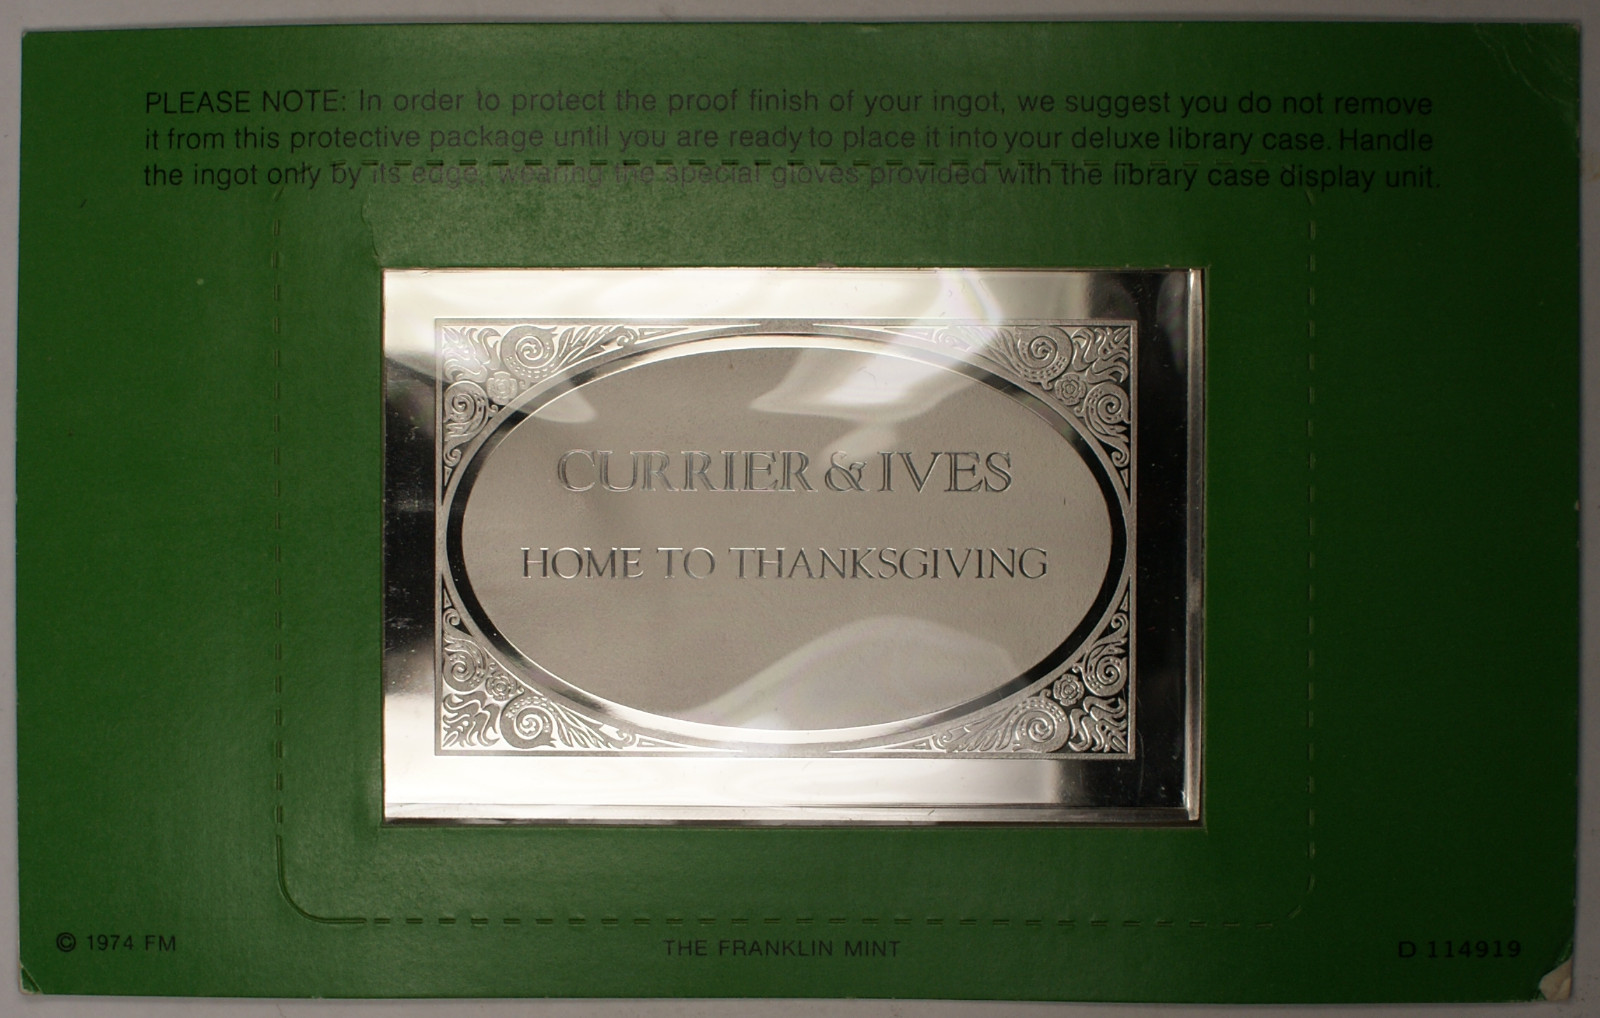 PLEASE NOTE: In order to protect the proof finish of your ingot, we suggest you do not remove
it from this protective package until you are ready to place it into your deluxe library case. Handle
the ingot only by its edge, wearing the special gloves provided with the library case display unit.
CURRIER & IVES
HOME TO THANKSGIVING
© 1974 FM
THE FRANKLIN MINT
D 114919